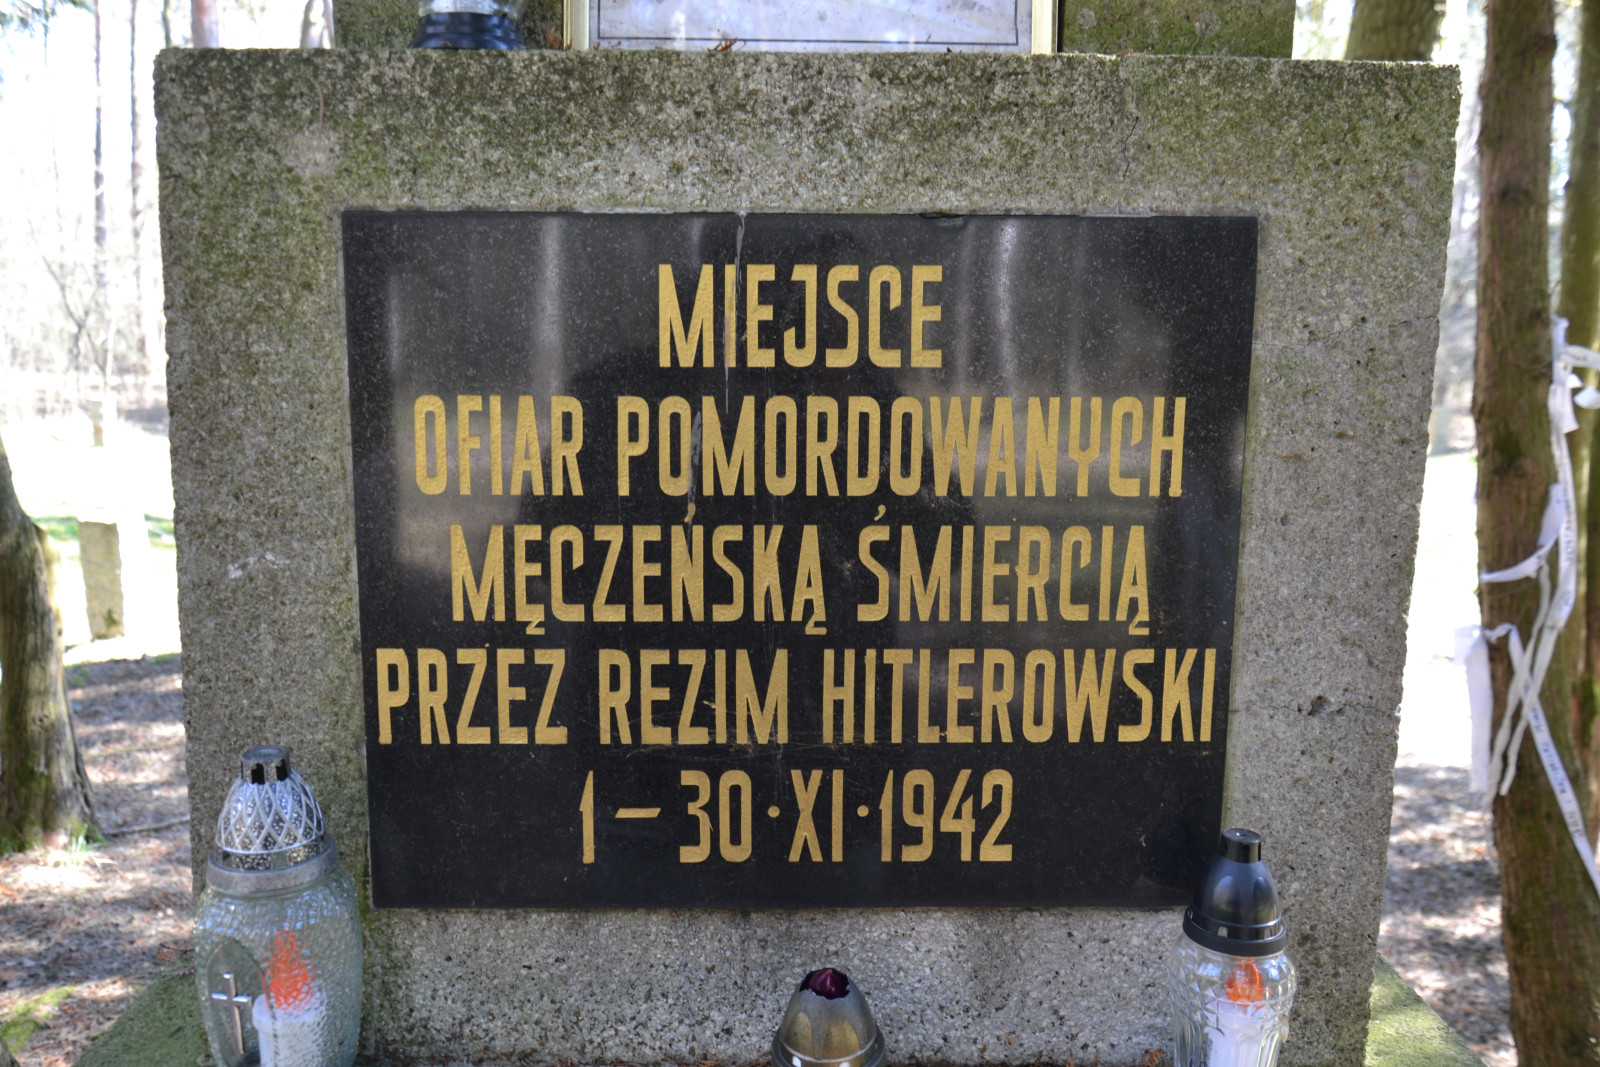 MIEJSCE
OFIAR POMORDOWANYCH
MĘCZEŃSKĄ ŚMIERCIĄ
PRZEZ REZIM HITLEROWSKI
1 – 30·XI·1942